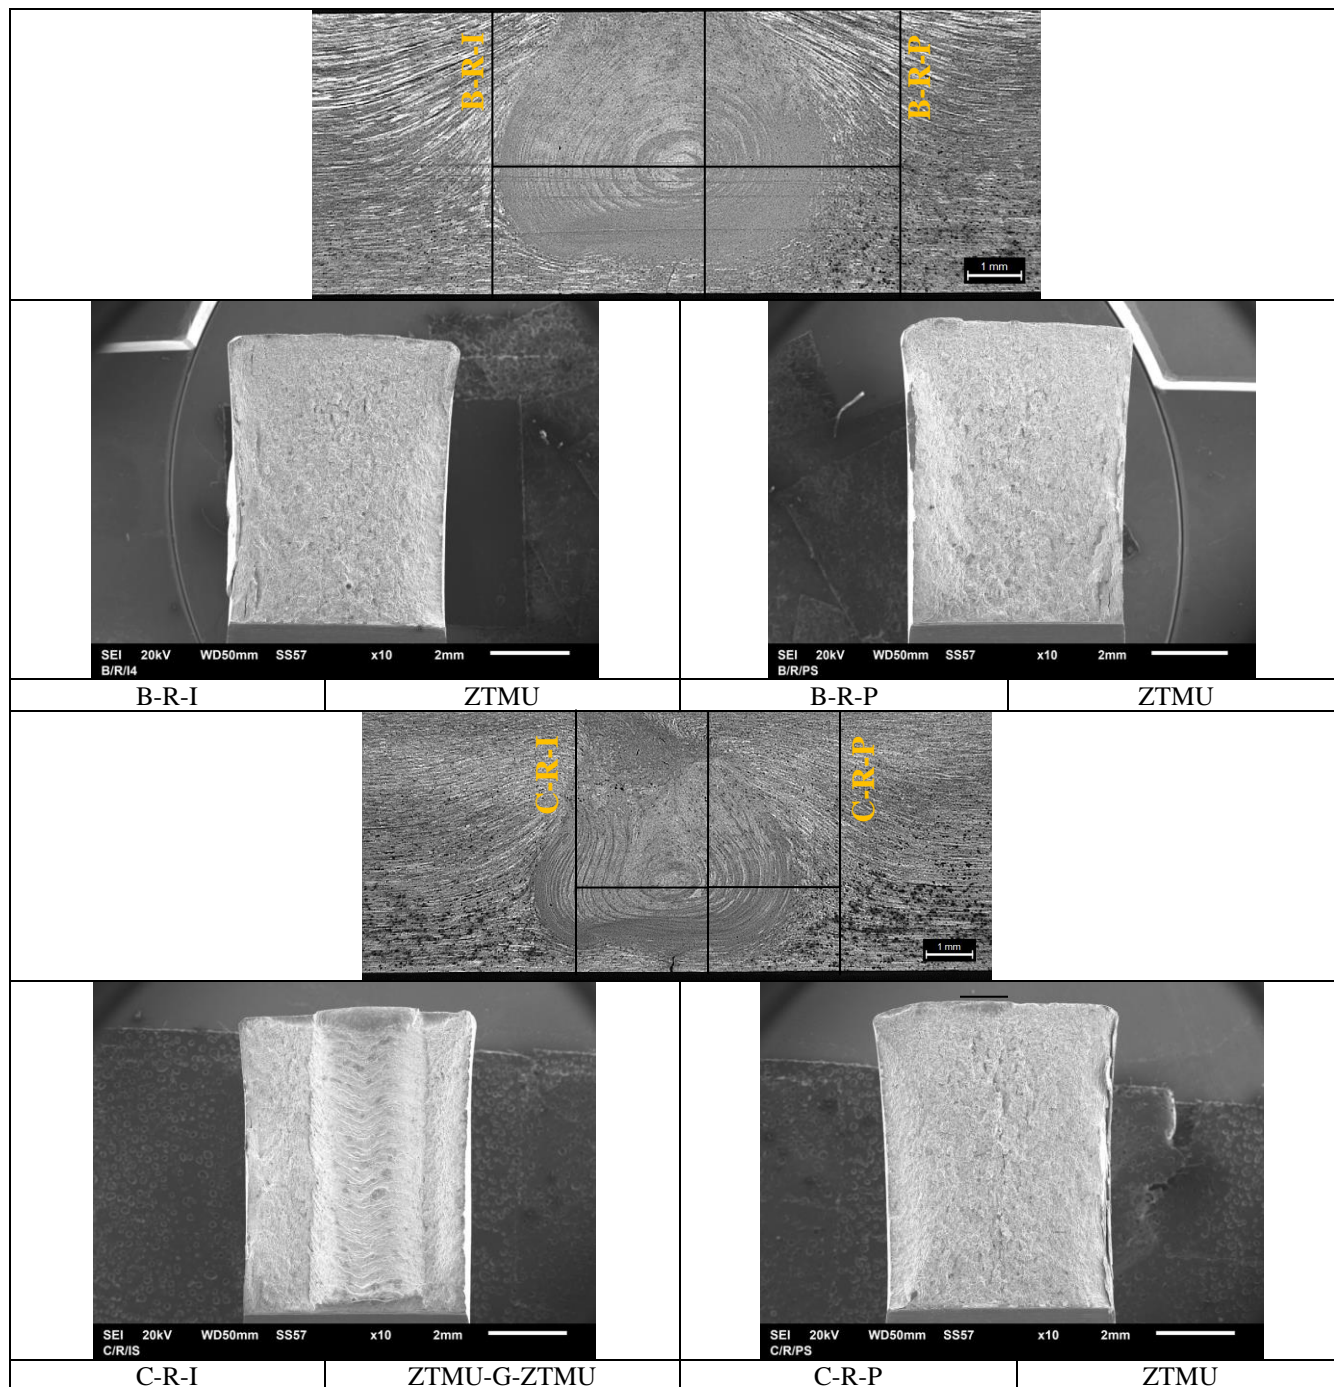 B-R-I
B-R-P
1 mm
SEI 20kV WD50mm SS57 x10 2mm
B/R/I4
SEI 20kV WD50mm SS57 x10 2mm
B/R/PS
B-R-I ZTMU B-R-P ZTMU
C-R-I
C-R-P
1 mm
SEI 20kV WD50mm SS57 x10 2mm
C/R/IS
SEI 20kV WD50mm SS57 x10 2mm
C/R/PS
C-R-I ZTMU-G-ZTMU C-R-P ZTMU